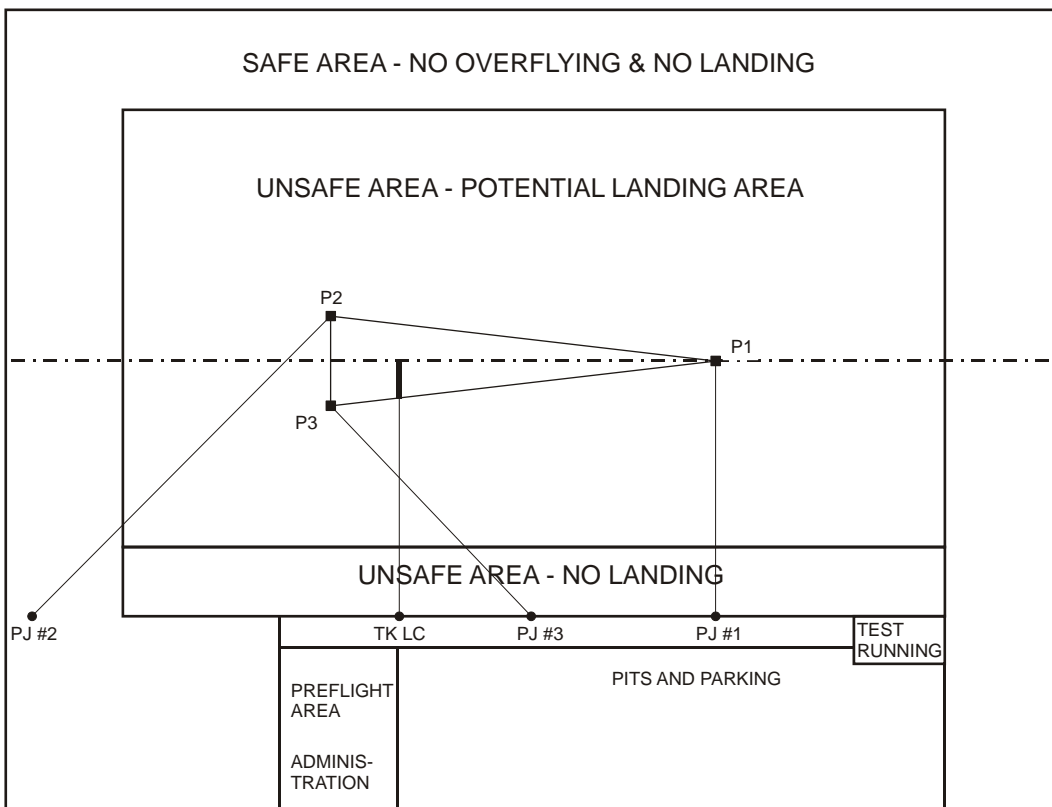 SAFE AREA - NO OVERFLYING & NO LANDING
UNSAFE AREA - POTENTIAL LANDING AREA
P2
P1
P3
UNSAFE AREA - NO LANDING
PJ #2
TK LC
PJ #3
PJ #1
TEST
RUNNING
PITS AND PARKING
PREFLIGHT
AREA
ADMINIS-
TRATION